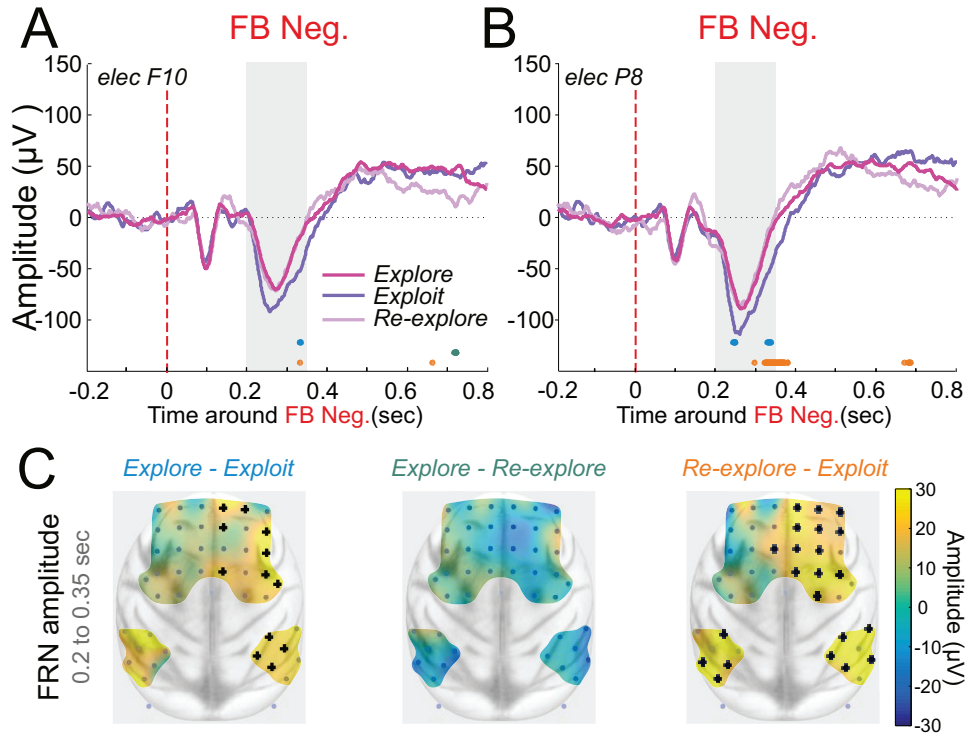 A
FB Neg.
elec F10
Amplitude (µV)
150
100
50
0
-50
-100
Explore
Exploit
Re-explore
-0.2 0 0.2 0.4 0.6 0.8
Time around FB Neg.(sec)
B
FB Neg.
elec P8
150
100
50
0
-50
-100
-0.2 0 0.2 0.4 0.6 0.8
Time around FB Neg.(sec)
C
Explore - Exploit
Explore - Re-explore
Re-explore - Exploit
FRN amplitude
0.2 to 0.35 sec
30
20
10
0
-10
-20
-30
Amplitude (µV)